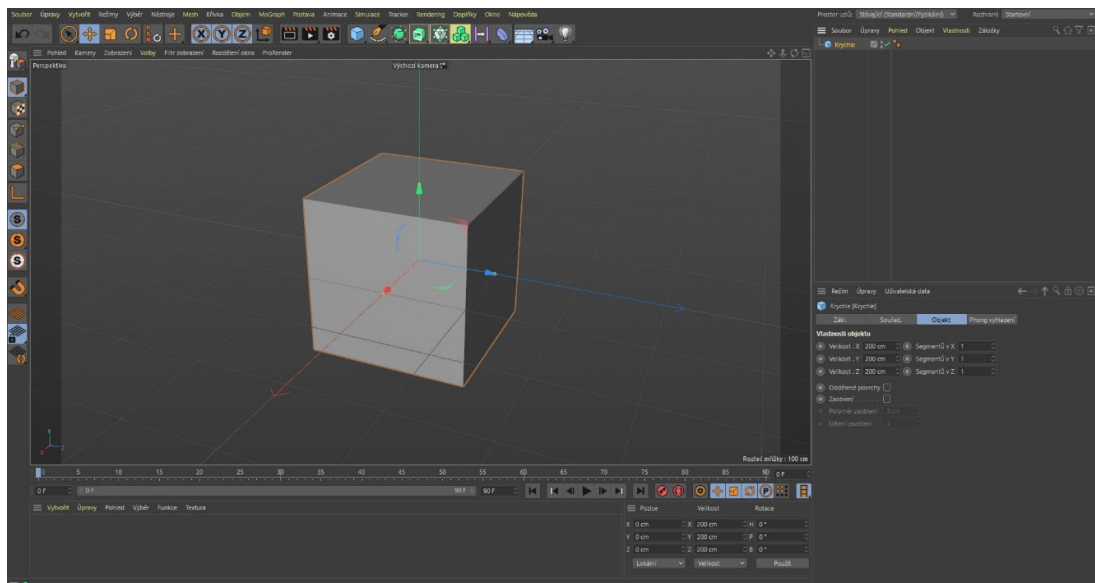 Soubor Úpravy Vytvořit Režimy Výběr Nástroje Mesh Křivka Objem MoGraph Postava Animace Simulace Tracker Rendering Doplňky Okno Nápověda
Prostor uzlů: Stávající (Standardní/Fyzikální) Rozhraní: Startovní
Soubor Úpravy Pohled Objekt Vlastnosti Záložky
Krychle
Pohled Kamery Zobrazení Volby Filtr zobrazení Rozdělení okna ProRender
Perspektiva
Výchozí kamera
X Y Z
S
S
S
Rozteč mřížky : 100 cm
Y
X Z
Režim Úpravy Uživatelská data
Krychle [Krychle]
Zákl. Souřad. Objekt Phong vyhlazení
Vlastnosti objektu
Velikost . X 200 cm Segmentů v X 1
Velikost . Y 200 cm Segmentů v Y 1
Velikost . Z 200 cm Segmentů v Z 1
Oddělené povrchy
Zaoblení . . . . . .
Poloměr zaoblení
Dělení zaoblení
0 5 10 15 20 25 30 35 40 45 50 55 60 65 70 75 80 85 90 0 F
0 F 0 F 90 F 90 F
P
Vytvořit Úpravy Pohled Výběr Funkce Textura
Pozice Velikost Rotace
X 0 cm X 200 cm H 0 °
Y 0 cm Y 200 cm P 0 °
Z 0 cm Z 200 cm B 0 °
Lokální Velikost Použít